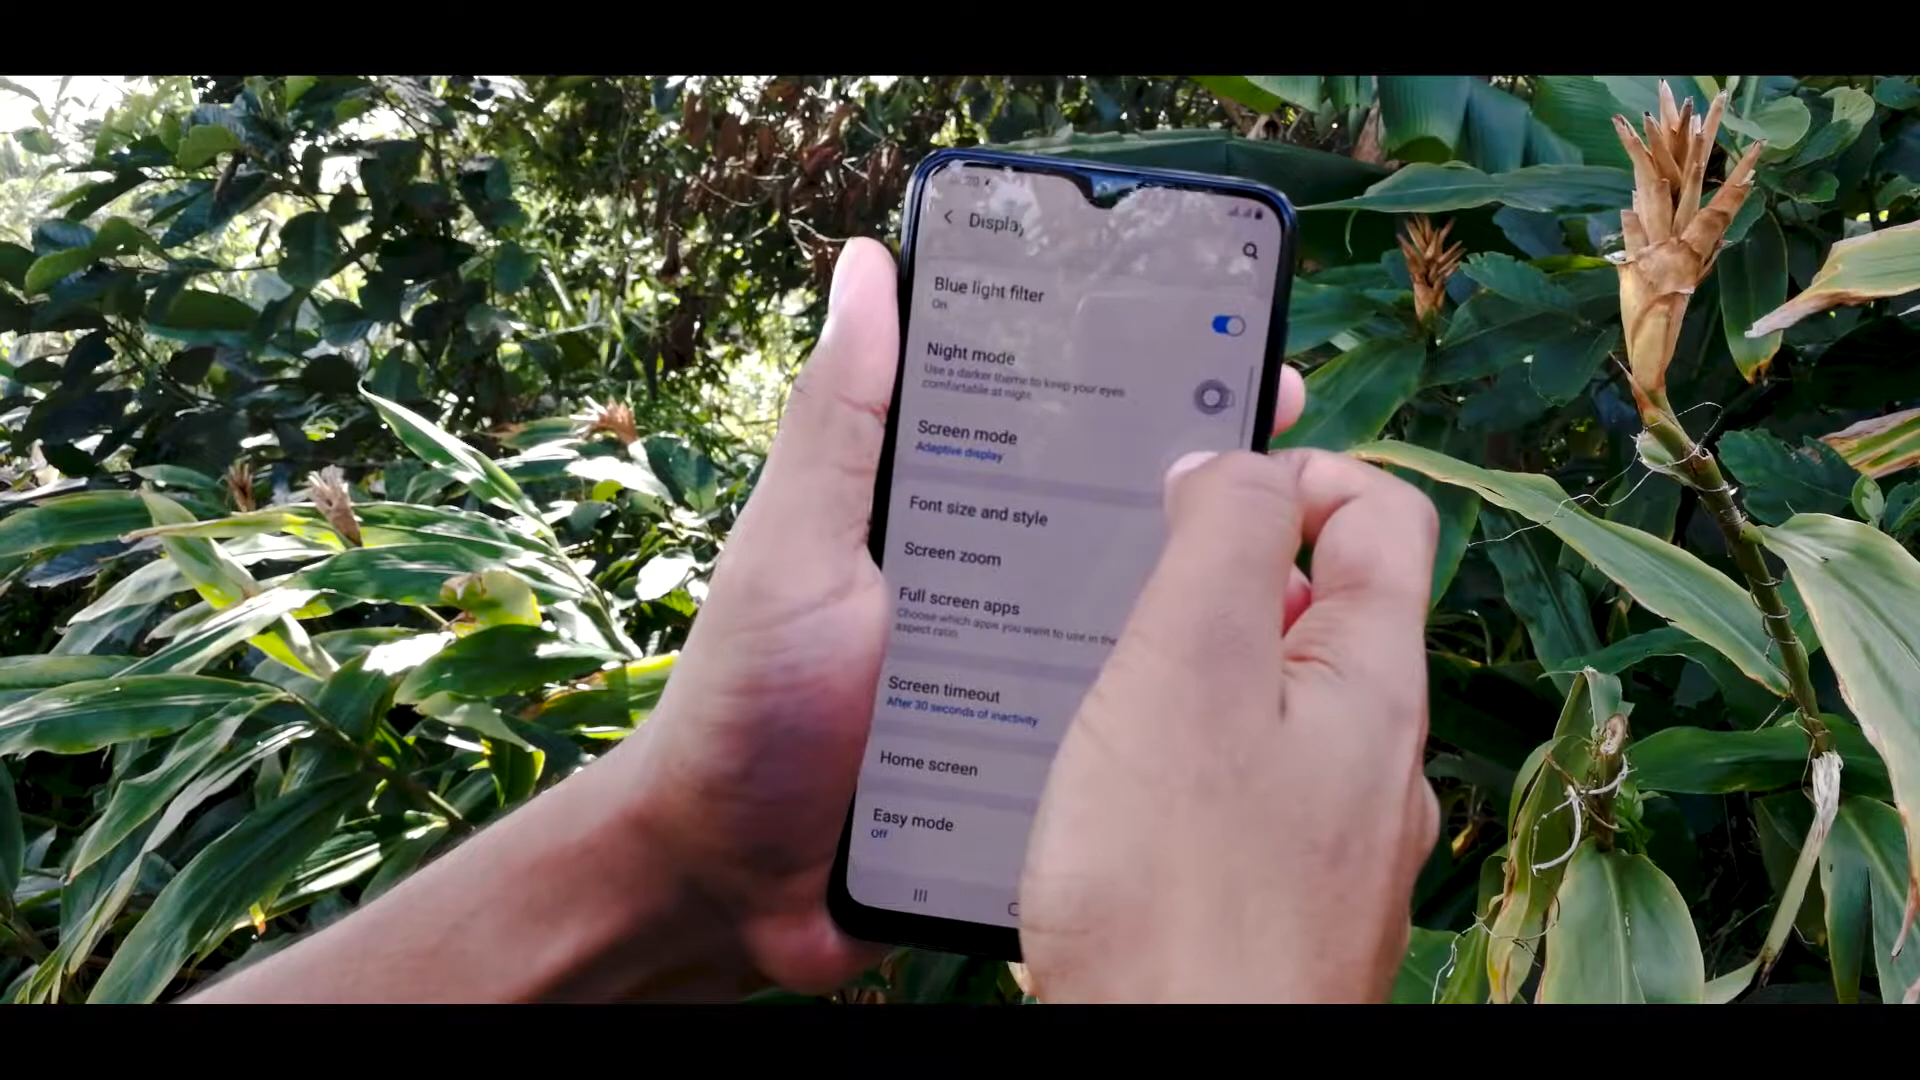 Display
Blue light filter
On
Night mode
Use a darker theme to keep your eyes
comfortable at night
Screen mode
Adaptive display
Font size and style
Screen zoom
Full screen apps
Choose which apps you want to use in the
aspect ratio
Screen timeout
After 30 seconds of inactivity
Home screen
Easy mode
Off